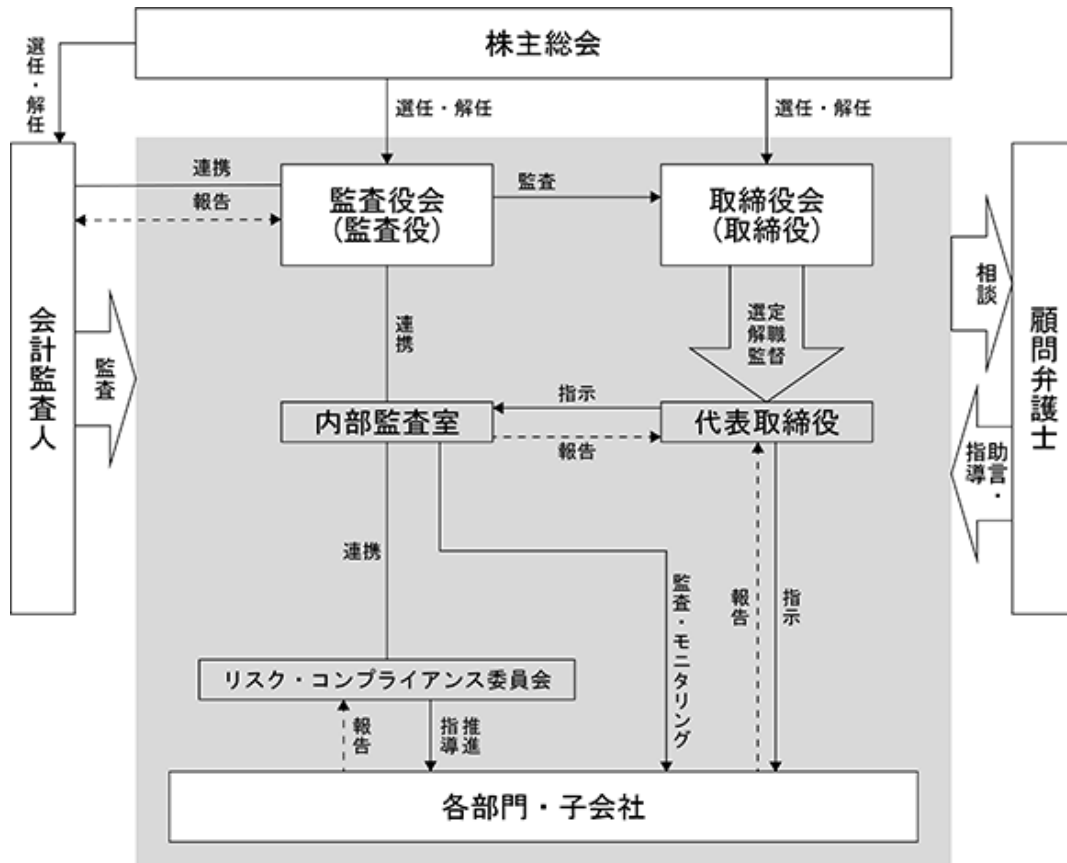 株主総会
選任・解任
選任・解任
選任・解任
連携
報告
監査役会
(監査役)
監査
取締役会
(取締役)
会計監査人
監査
連携
選定
解職
監督
相談
顧問弁護士
助言・
指導
内部監査室
指示
報告
代表取締役
連携
監査・モニタリング
報告
指示
リスク・コンプライアンス委員会
報告
推進
指導
各部門・子会社